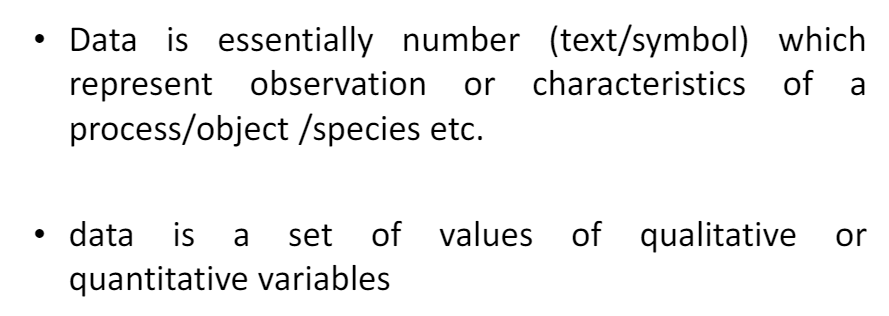 • Data is essentially number (text/symbol) which
represent observation or characteristics of a
process/object /species etc.
• data is a set of values of qualitative or
quantitative variables